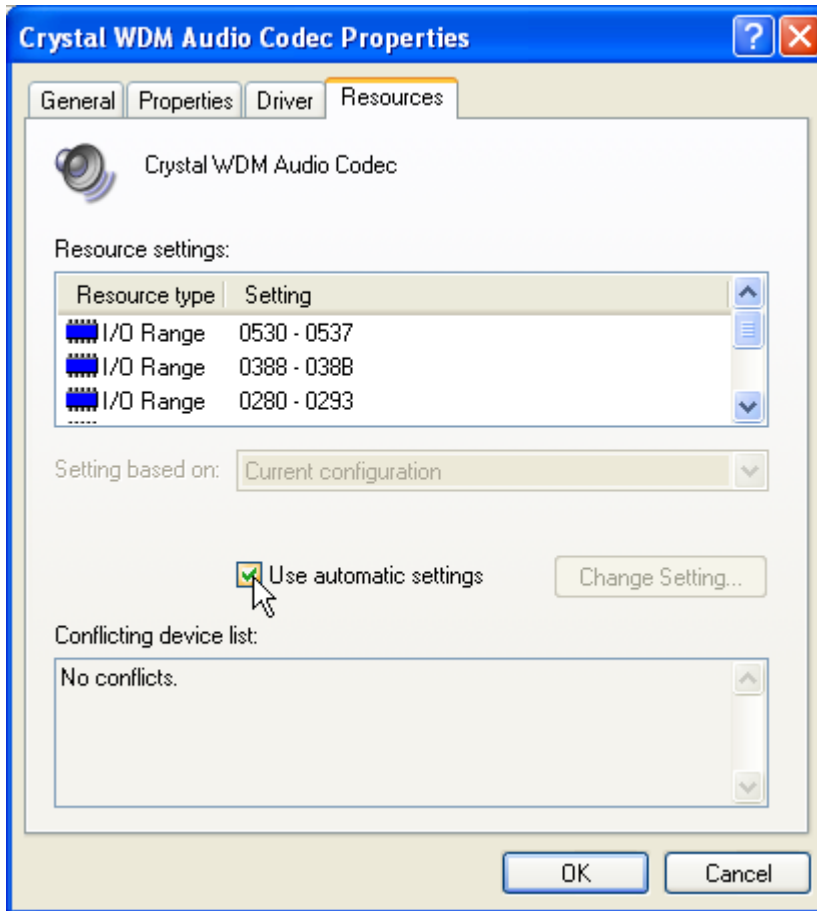 Crystal WDM Audio Codec Properties
General Properties Driver Resources
Crystal WDM Audio Codec
Resource settings:
Resource type Setting
I/O Range 0530 - 0537
I/O Range 0388 - 038B
I/O Range 0280 - 0293
Setting based on: Current configuration
Use automatic settings Change Setting...
Conflicting device list:
No conflicts.
OK Cancel